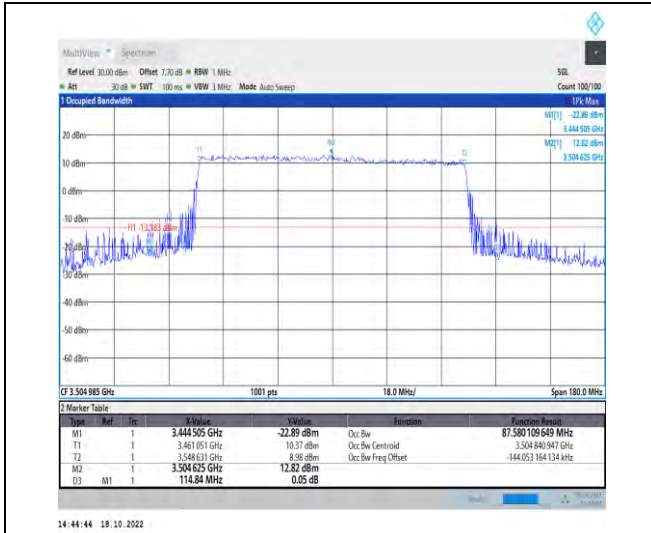 MultiView Spectrum
Ref Level 30.00 dBm Offset 7.70 dB RBW 1 MHz SGL
Att 30 dB SWT 100 ms VBW 3 MHz Mode Auto Sweep Count 100/100
1 Occupied Bandwidth 1Pk Max
M1[1] -22.89 dBm
3.444 505 GHz
M2[1] 12.82 dBm
3.504 625 GHz
20 dBm
T1 M2 T2
10 dBm
0 dBm
-10 dBm
H1 -13.183 dBm
-20 dBm
-30 dBm
-40 dBm
-50 dBm
-60 dBm
CF 3.504 985 GHz 1001 pts 18.0 MHz/ Span 180.0 MHz
2 Marker Table
Type Ref Trc X-Value Y-Value Function Function Result
M1 1 3.444 505 GHz -22.89 dBm Occ Bw 87.580 109 649 MHz
T1 1 3.461 051 GHz 10.37 dBm Occ Bw Centroid 3.504 840 947 GHz
T2 1 3.548 631 GHz 8.98 dBm Occ Bw Freq Offset -144.053 164 134 kHz
M2 1 3.504 625 GHz 12.82 dBm
D3 M1 1 114.84 MHz 0.05 dB
14:44:44 18.10.2022